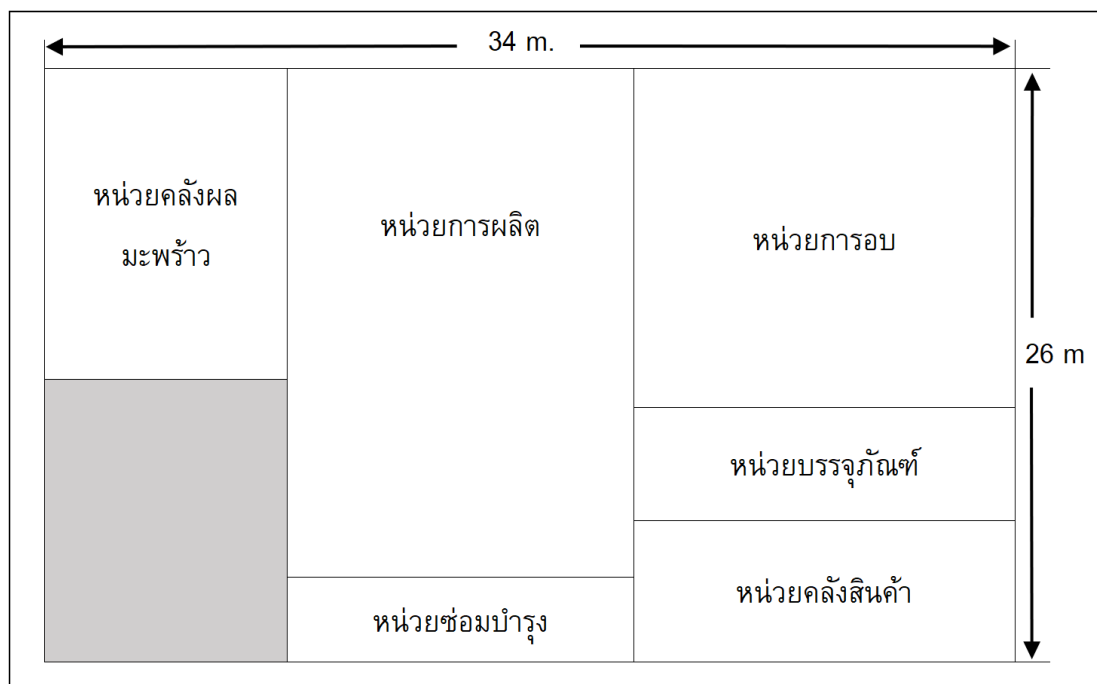 34 m.
หน่วยคลังผล
มะพร้าว
หน่วยการผลิต
หน่วยการอบ
26 m
หน่วยบรรจุภัณฑ์
หน่วยคลังสินค้า
หน่วยซ่อมบำรุง